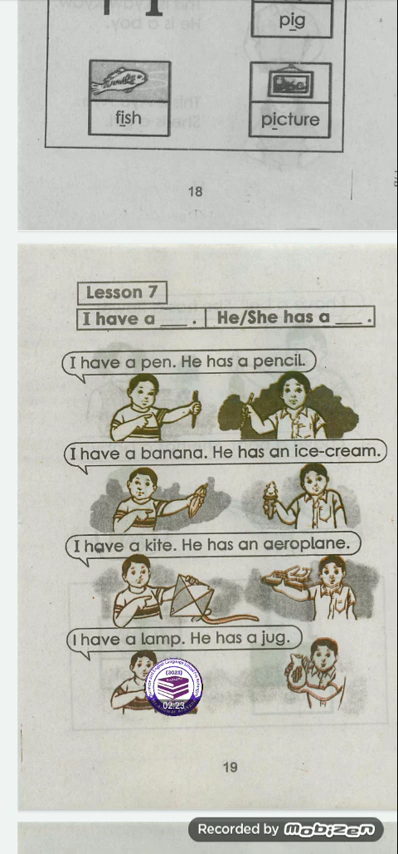 pig
fish
picture
18
Lesson 7
I have a ___ . He/She has a ___ .
I have a pen. He has a pencil.
I have a banana. He has an ice-cream.
I have a kite. He has an aeroplane.
I have a lamp. He has a jug.
(2023)
02:23
19
Recorded by mobizen